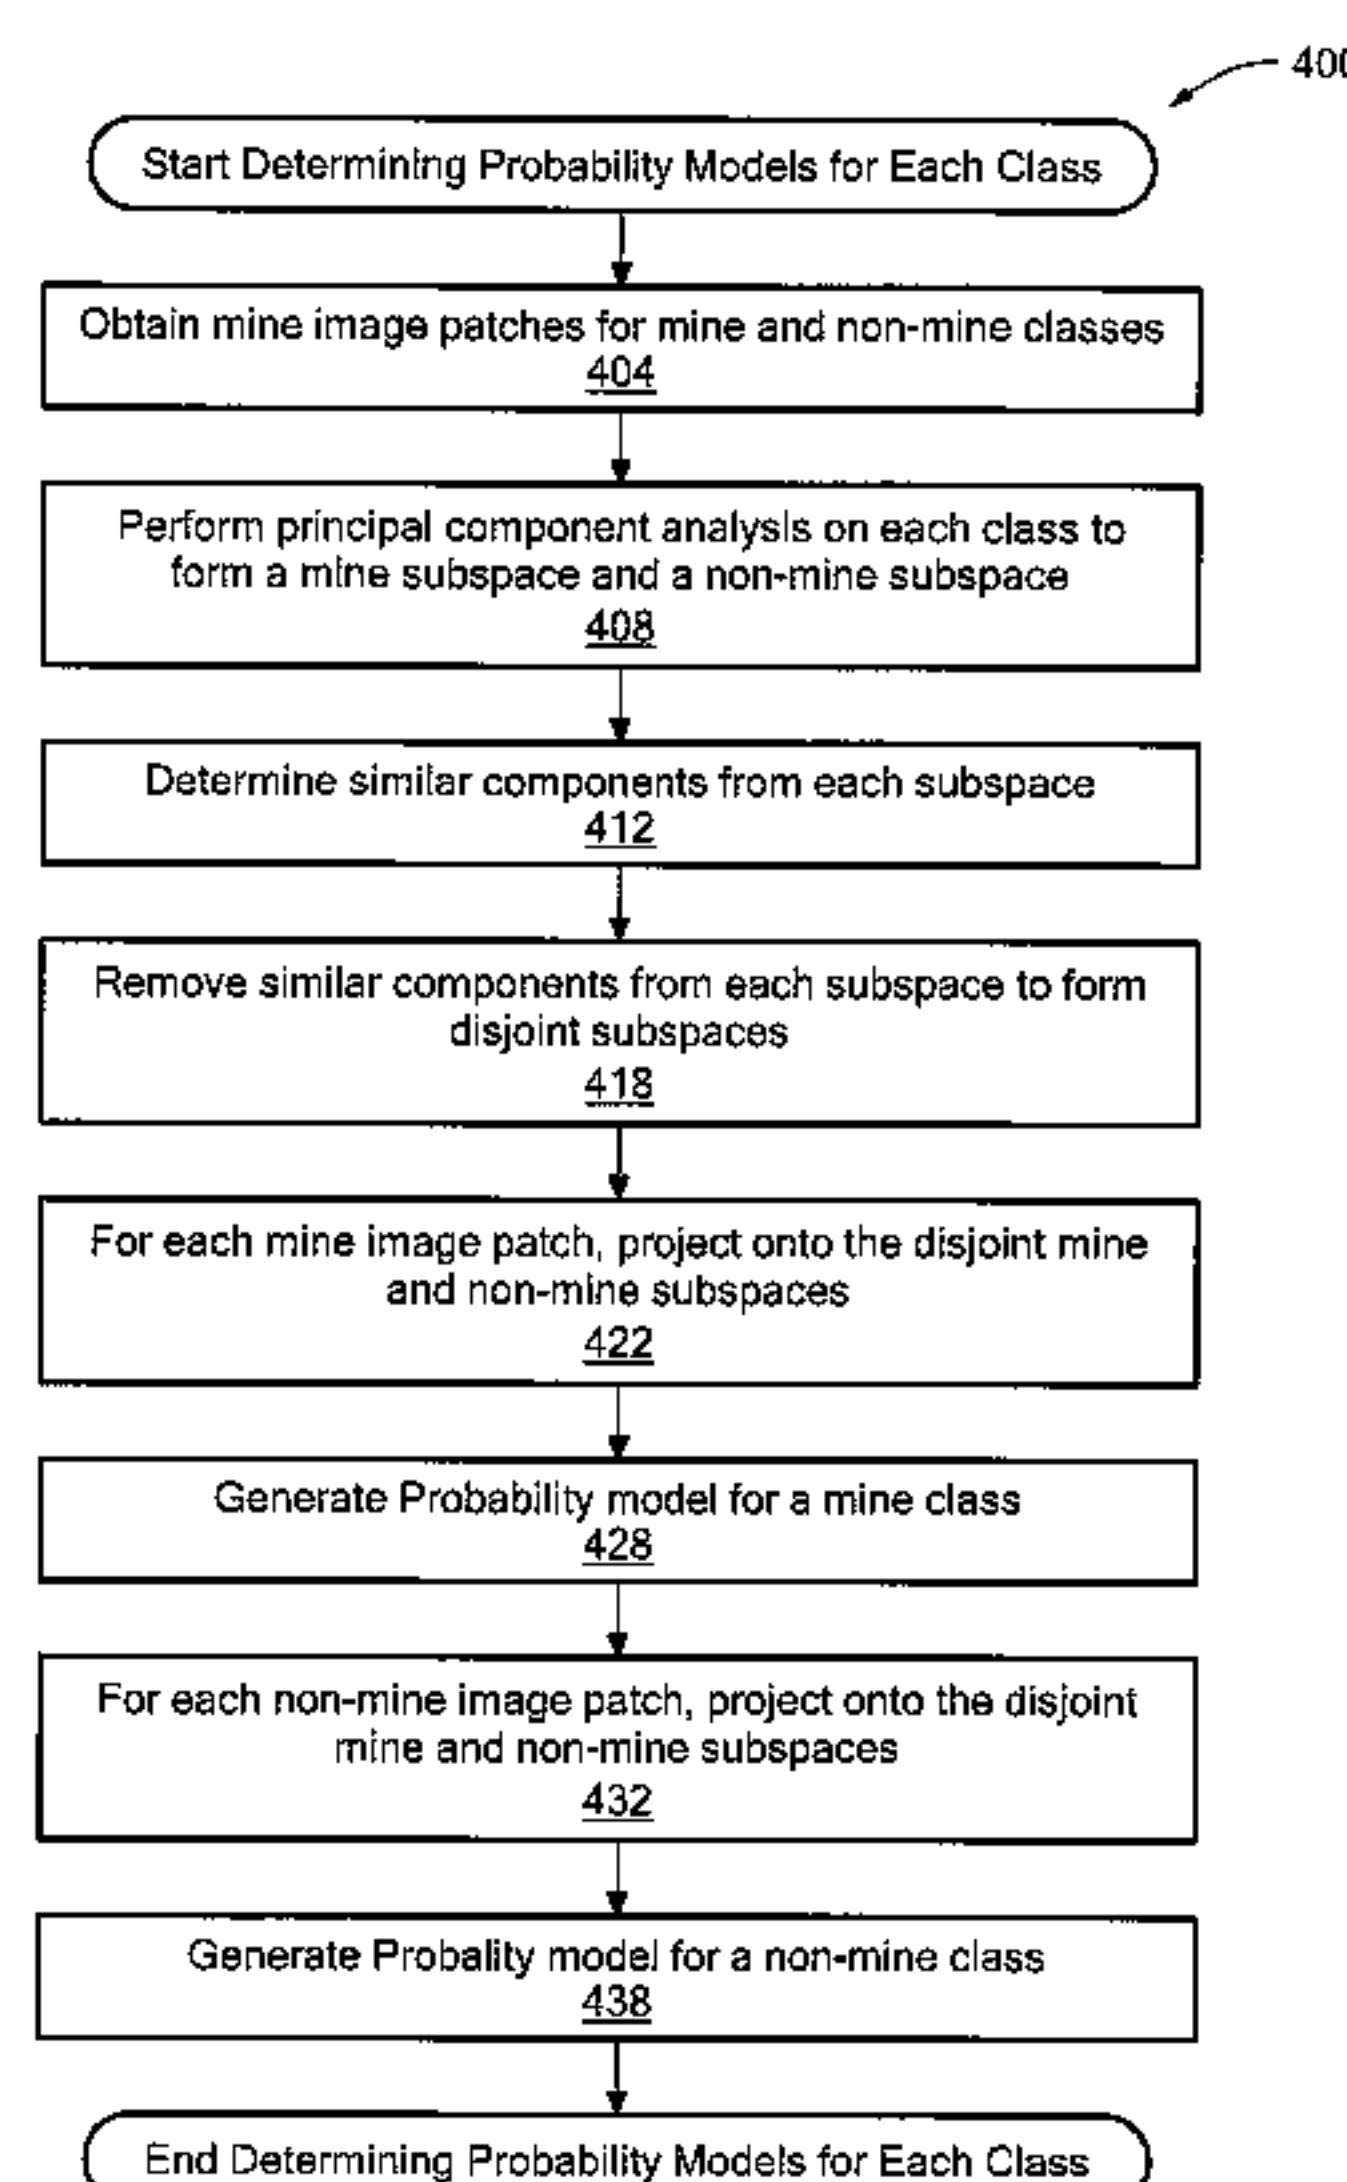 400
Start Determining Probability Models for Each Class
Obtain mine image patches for mine and non-mine classes
404
Perform principal component analysis on each class to
form a mine subspace and a non-mine subspace
408
Determine similar components from each subspace
412
Remove similar components from each subspace to form
disjoint subspaces
418
For each mine image patch, project onto the disjoint mine
and non-mine subspaces
422
Generate Probability model for a mine class
428
For each non-mine image patch, project onto the disjoint
mine and non-mine subspaces
432
Generate Probality model for a non-mine class
438
End Determining Probability Models for Each Class